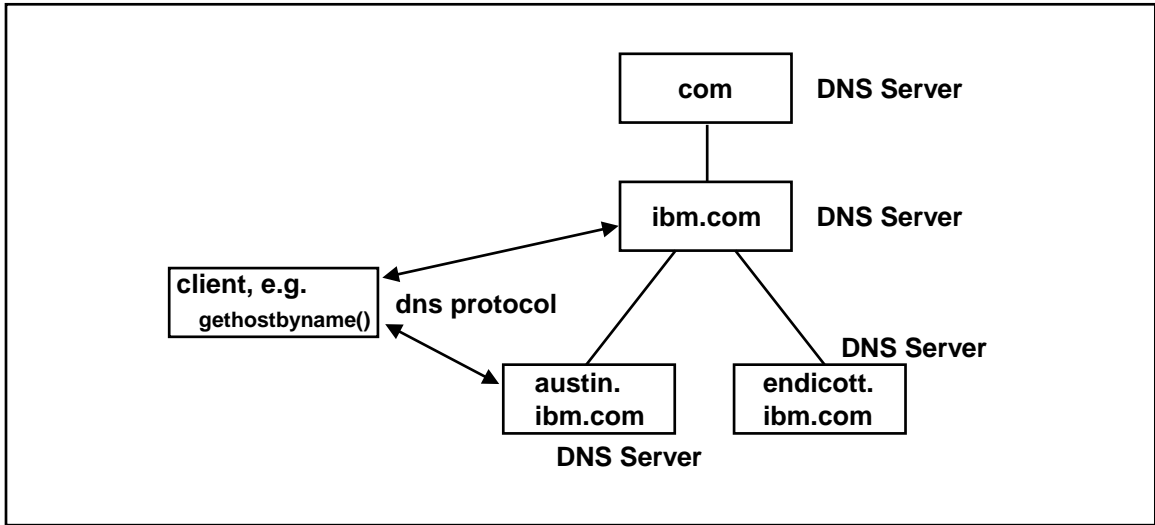 com
DNS Server
ibm.com
DNS Server
client, e.g.
gethostbyname()
dns protocol
DNS Server
austin.
ibm.com
endicott.
ibm.com
DNS Server